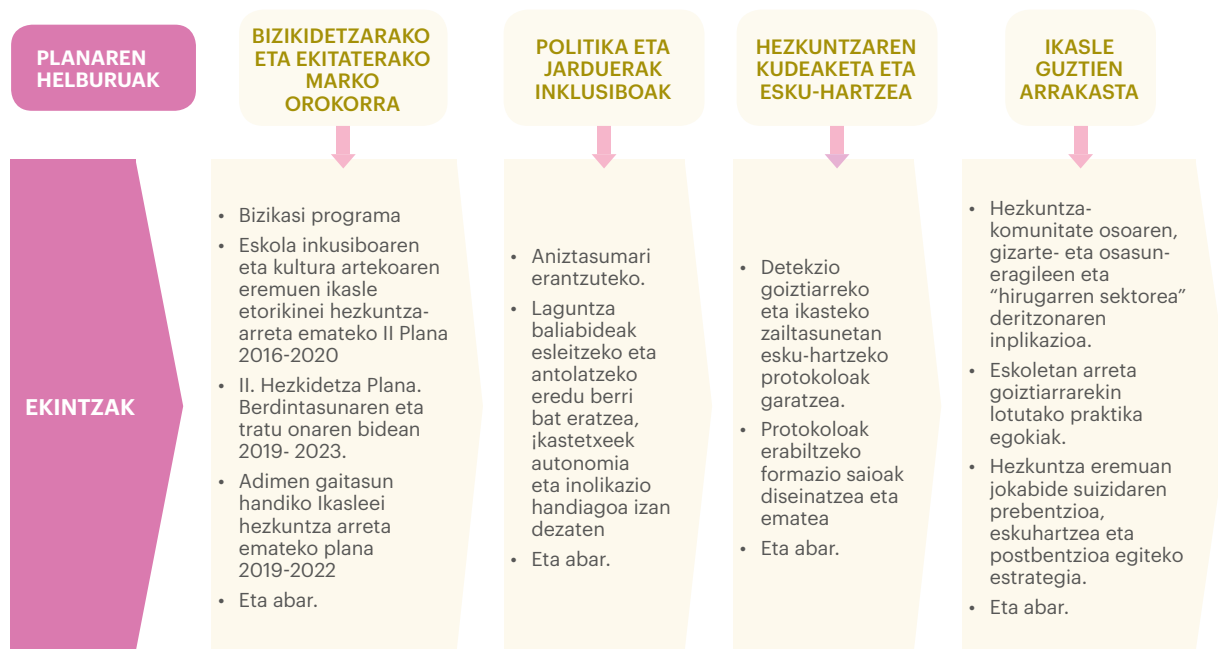 PLANAREN
HELBURUAK
BIZIKIDETZARAKO
ETA EKITATERAKO
MARKO
OROKORRA
POLITIKA ETA
JARDUERAK
INKLUSIBOAK
HEZKUNTZAREN
KUDEAKETA ETA
ESKU-HARTZEA
IKASLE
GUZTIEN
ARRAKASTA
EKINTZAK
• Bizikasi programa
• Eskola inkusiboaren
eta kultura artekoaren
eremuen ikasle
etorikinei hezkuntza-
arreta emateko II Plana
2016-2020
• II. Hezkidetza Plana.
Berdintasunaren eta
tratu onaren bidean
2019- 2023.
• Adimen gaitasun
handiko Ikasleei
hezkuntza arreta
emateko plana
2019-2022
• Eta abar.
• Aniztasumari
erantzuteko.
• Laguntza
baliabideak
esleitzeko eta
antolatzeko
eredu berri
bat eratzea,
¡kastetxeek
autonomia
eta inolikazio
handiagoa izan
dezaten
• Eta abar.
• Detekzio
goiztiarreko
eta ikasteko
zailtasunetan
esku-hartzeko
protokoloak
garatzea.
• Protokoloak
erabiltzeko
formazio saioak
diseinatzea eta
ematea
• Eta abar.
• Hezkuntza-
komunitate osoaren,
gizarte- eta osasun-
eragileen eta
“hirugarren sektorea”
deritzonaren
inplikazioa.
• Eskoletan arreta
goiztiarrarekin
lotutako praktika
egokiak.
• Hezkuntza eremuan
jokabide suizidaren
prebentzioa,
eskuhartzea eta
postbentzioa egiteko
estrategia.
• Eta abar.